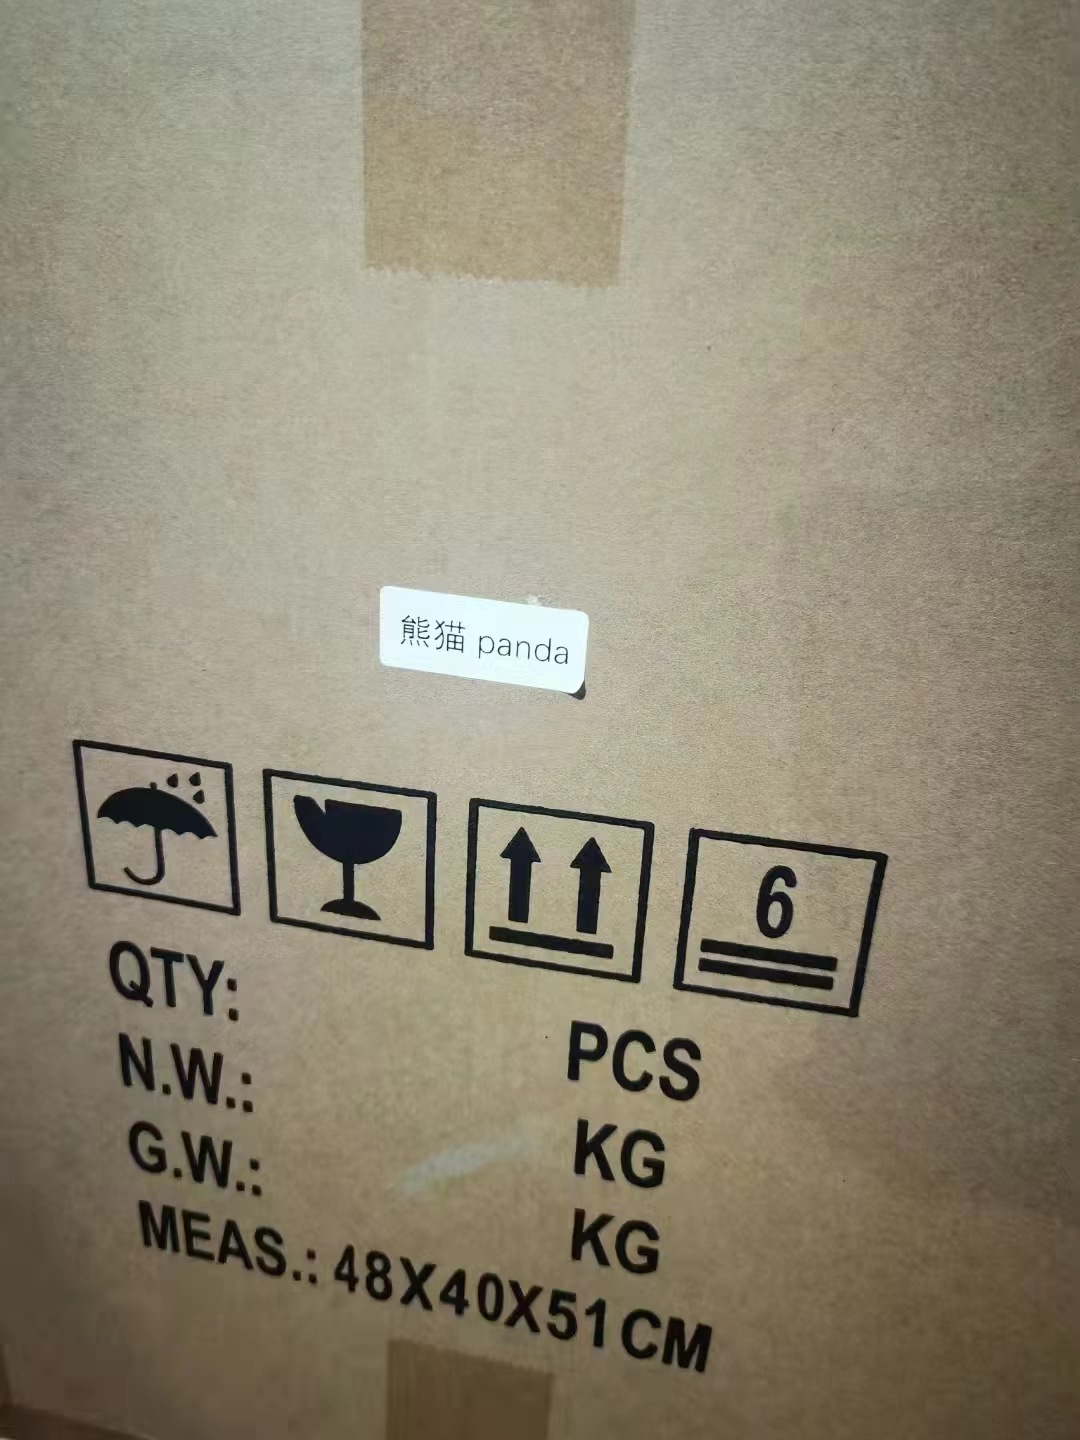 熊猫 panda
6
QTY: PCS
N.W.: KG
G.W.: KG
MEAS.: 48X40X51CM